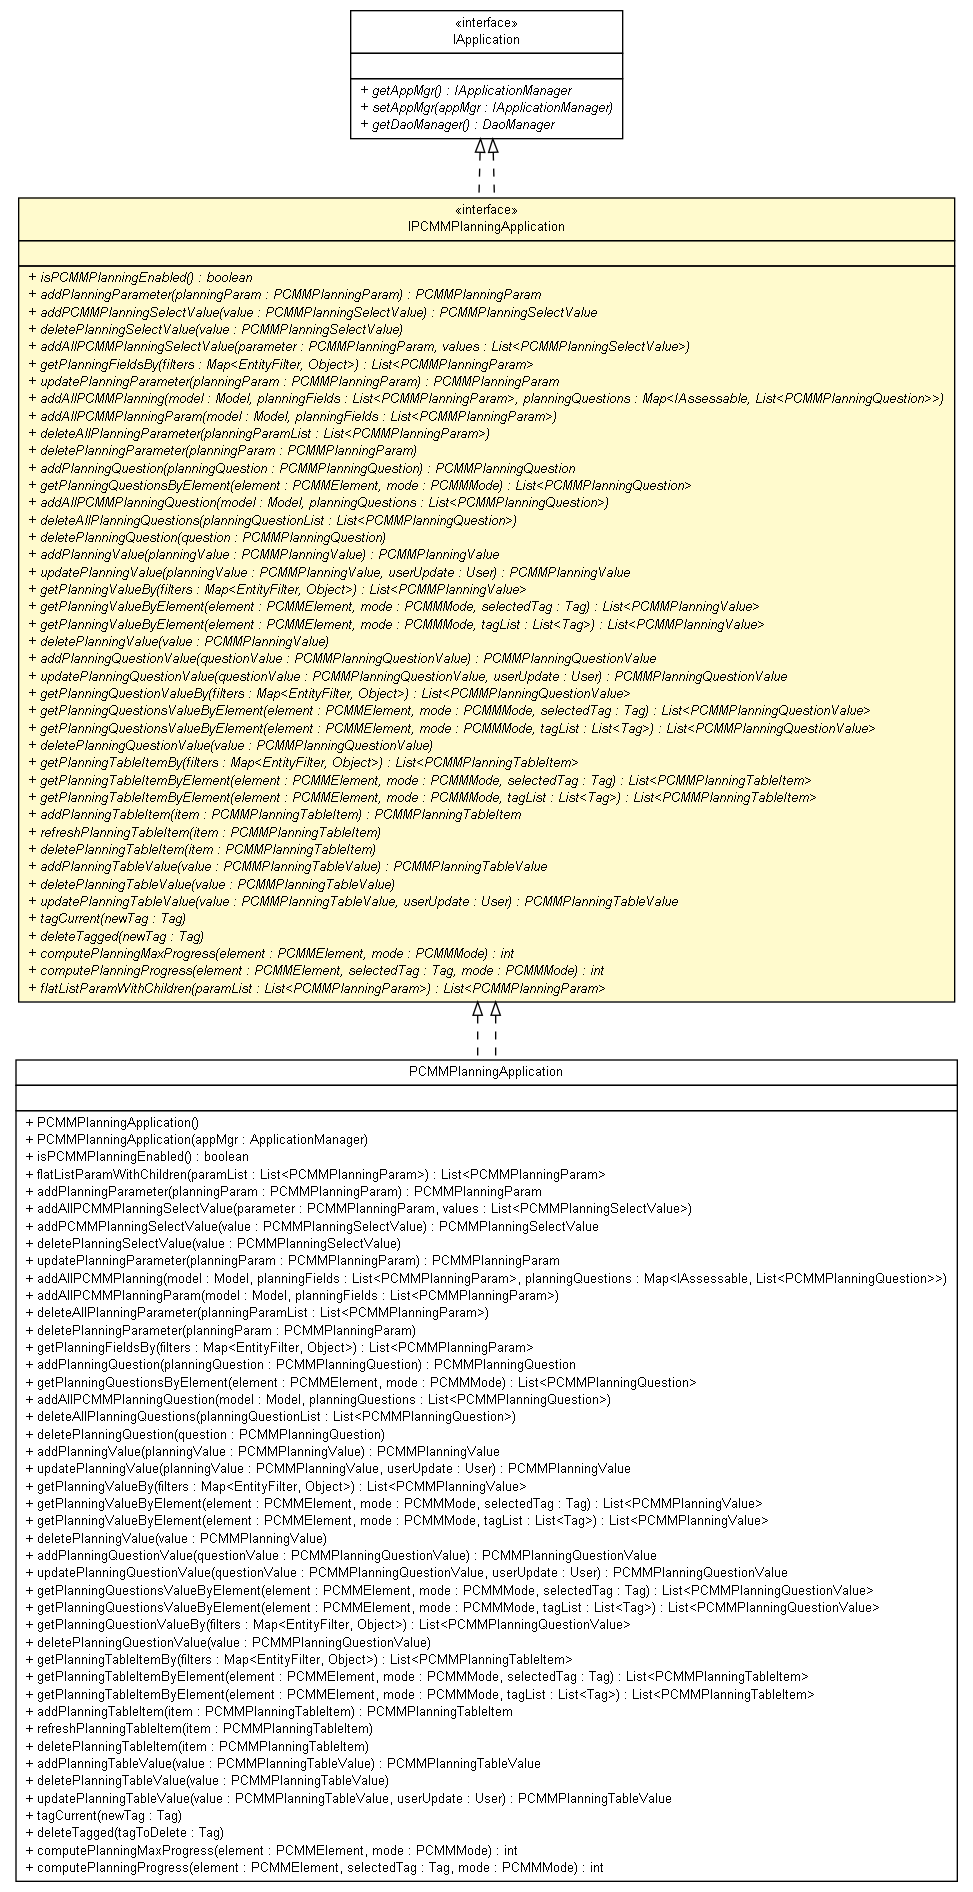 «interface»
IApplication
+ getAppMgr() : IApplicationManager
+ setAppMgr(appMgr : IApplicationManager)
+ getDaoManager() : DaoManager
«interface»
IPCMMPlanningApplication
+ isPCMMPlanningEnabled() : boolean
+ addPlanningParameter(planningParam : PCMMPlanningParam) : PCMMPlanningParam
+ addPCMMPlanningSelectValue(value : PCMMPlanningSelectValue) : PCMMPlanningSelectValue
+ deletePlanningSelectValue(value : PCMMPlanningSelectValue)
+ addAllPCMMPlanningSelectValue(parameter : PCMMPlanningParam, values : List<PCMMPlanningSelectValue>)
+ getPlanningFieldsBy(filters : Map<EntityFilter, Object>) : List<PCMMPlanningParam>
+ updatePlanningParameter(planningParam : PCMMPlanningParam) : PCMMPlanningParam
+ addAllPCMMPlanning(model : Model, planningFields : List<PCMMPlanningParam>, planningQuestions : Map<IAssessable, List<PCMMPlanningQuestion>>)
+ addAllPCMMPlanningParam(model : Model, planningFields : List<PCMMPlanningParam>)
+ deleteAllPlanningParameter(planningParamList : List<PCMMPlanningParam>)
+ deletePlanningParameter(planningParam : PCMMPlanningParam)
+ addPlanningQuestion(planningQuestion : PCMMPlanningQuestion) : PCMMPlanningQuestion
+ getPlanningQuestionsByElement(element : PCMMElement, mode : PCMMMode) : List<PCMMPlanningQuestion>
+ addAllPCMMPlanningQuestion(model : Model, planningQuestions : List<PCMMPlanningQuestion>)
+ deleteAllPlanningQuestions(planningQuestionList : List<PCMMPlanningQuestion>)
+ deletePlanningQuestion(question : PCMMPlanningQuestion)
+ addPlanningValue(planningValue : PCMMPlanningValue) : PCMMPlanningValue
+ updatePlanningValue(planningValue : PCMMPlanningValue, userUpdate : User) : PCMMPlanningValue
+ getPlanningValueBy(filters : Map<EntityFilter, Object>) : List<PCMMPlanningValue>
+ getPlanningValueByElement(element : PCMMElement, mode : PCMMMode, selectedTag : Tag) : List<PCMMPlanningValue>
+ getPlanningValueByElement(element : PCMMElement, mode : PCMMMode, tagList : List<Tag>) : List<PCMMPlanningValue>
+ deletePlanningValue(value : PCMMPlanningValue)
+ addPlanningQuestionValue(questionValue : PCMMPlanningQuestionValue) : PCMMPlanningQuestionValue
+ updatePlanningQuestionValue(questionValue : PCMMPlanningQuestionValue, userUpdate : User) : PCMMPlanningQuestionValue
+ getPlanningQuestionValueBy(filters : Map<EntityFilter, Object>) : List<PCMMPlanningQuestionValue>
+ getPlanningQuestionsValueByElement(element : PCMMElement, mode : PCMMMode, selectedTag : Tag) : List<PCMMPlanningQuestionValue>
+ getPlanningQuestionsValueByElement(element : PCMMElement, mode : PCMMMode, tagList : List<Tag>) : List<PCMMPlanningQuestionValue>
+ deletePlanningQuestionValue(value : PCMMPlanningQuestionValue)
+ getPlanningTableItemBy(filters : Map<EntityFilter, Object>) : List<PCMMPlanningTableItem>
+ getPlanningTableItemByElement(element : PCMMElement, mode : PCMMMode, selectedTag : Tag) : List<PCMMPlanningTableItem>
+ getPlanningTableItemByElement(element : PCMMElement, mode : PCMMMode, tagList : List<Tag>) : List<PCMMPlanningTableItem>
+ addPlanningTableItem(item : PCMMPlanningTableItem) : PCMMPlanningTableItem
+ refreshPlanningTableItem(item : PCMMPlanningTableItem)
+ deletePlanningTableItem(item : PCMMPlanningTableItem)
+ addPlanningTableValue(value : PCMMPlanningTableValue) : PCMMPlanningTableValue
+ deletePlanningTableValue(value : PCMMPlanningTableValue)
+ updatePlanningTableValue(value : PCMMPlanningTableValue, userUpdate : User) : PCMMPlanningTableValue
+ tagCurrent(newTag : Tag)
+ deleteTagged(newTag : Tag)
+ computePlanningMaxProgress(element : PCMMElement, mode : PCMMMode) : int
+ computePlanningProgress(element : PCMMElement, selectedTag : Tag, mode : PCMMMode) : int
+ flatListParamWithChildren(paramList : List<PCMMPlanningParam>) : List<PCMMPlanningParam>
PCMMPlanningApplication
+ PCMMPlanningApplication()
+ PCMMPlanningApplication(appMgr : ApplicationManager)
+ isPCMMPlanningEnabled() : boolean
+ flatListParamWithChildren(paramList : List<PCMMPlanningParam>) : List<PCMMPlanningParam>
+ addPlanningParameter(planningParam : PCMMPlanningParam) : PCMMPlanningParam
+ addAllPCMMPlanningSelectValue(parameter : PCMMPlanningParam, values : List<PCMMPlanningSelectValue>)
+ addPCMMPlanningSelectValue(value : PCMMPlanningSelectValue) : PCMMPlanningSelectValue
+ deletePlanningSelectValue(value : PCMMPlanningSelectValue)
+ updatePlanningParameter(planningParam : PCMMPlanningParam) : PCMMPlanningParam
+ addAllPCMMPlanning(model : Model, planningFields : List<PCMMPlanningParam>, planningQuestions : Map<IAssessable, List<PCMMPlanningQuestion>>)
+ addAllPCMMPlanningParam(model : Model, planningFields : List<PCMMPlanningParam>)
+ deleteAllPlanningParameter(planningParamList : List<PCMMPlanningParam>)
+ deletePlanningParameter(planningParam : PCMMPlanningParam)
+ getPlanningFieldsBy(filters : Map<EntityFilter, Object>) : List<PCMMPlanningParam>
+ addPlanningQuestion(planningQuestion : PCMMPlanningQuestion) : PCMMPlanningQuestion
+ getPlanningQuestionsByElement(element : PCMMElement, mode : PCMMMode) : List<PCMMPlanningQuestion>
+ addAllPCMMPlanningQuestion(model : Model, planningQuestions : List<PCMMPlanningQuestion>)
+ deleteAllPlanningQuestions(planningQuestionList : List<PCMMPlanningQuestion>)
+ deletePlanningQuestion(question : PCMMPlanningQuestion)
+ addPlanningValue(planningValue : PCMMPlanningValue) : PCMMPlanningValue
+ updatePlanningValue(planningValue : PCMMPlanningValue, userUpdate : User) : PCMMPlanningValue
+ getPlanningValueBy(filters : Map<EntityFilter, Object>) : List<PCMMPlanningValue>
+ getPlanningValueByElement(element : PCMMElement, mode : PCMMMode, selectedTag : Tag) : List<PCMMPlanningValue>
+ getPlanningValueByElement(element : PCMMElement, mode : PCMMMode, tagList : List<Tag>) : List<PCMMPlanningValue>
+ deletePlanningValue(value : PCMMPlanningValue)
+ addPlanningQuestionValue(questionValue : PCMMPlanningQuestionValue) : PCMMPlanningQuestionValue
+ updatePlanningQuestionValue(questionValue : PCMMPlanningQuestionValue, userUpdate : User) : PCMMPlanningQuestionValue
+ getPlanningQuestionsValueByElement(element : PCMMElement, mode : PCMMMode, selectedTag : Tag) : List<PCMMPlanningQuestionValue>
+ getPlanningQuestionsValueByElement(element : PCMMElement, mode : PCMMMode, tagList : List<Tag>) : List<PCMMPlanningQuestionValue>
+ getPlanningQuestionValueBy(filters : Map<EntityFilter, Object>) : List<PCMMPlanningQuestionValue>
+ deletePlanningQuestionValue(value : PCMMPlanningQuestionValue)
+ getPlanningTableItemBy(filters : Map<EntityFilter, Object>) : List<PCMMPlanningTableItem>
+ getPlanningTableItemByElement(element : PCMMElement, mode : PCMMMode, selectedTag : Tag) : List<PCMMPlanningTableItem>
+ getPlanningTableItemByElement(element : PCMMElement, mode : PCMMMode, tagList : List<Tag>) : List<PCMMPlanningTableItem>
+ addPlanningTableItem(item : PCMMPlanningTableItem) : PCMMPlanningTableItem
+ refreshPlanningTableItem(item : PCMMPlanningTableItem)
+ deletePlanningTableItem(item : PCMMPlanningTableItem)
+ addPlanningTableValue(value : PCMMPlanningTableValue) : PCMMPlanningTableValue
+ deletePlanningTableValue(value : PCMMPlanningTableValue)
+ updatePlanningTableValue(value : PCMMPlanningTableValue, userUpdate : User) : PCMMPlanningTableValue
+ tagCurrent(newTag : Tag)
+ deleteTagged(tagToDelete : Tag)
+ computePlanningMaxProgress(element : PCMMElement, mode : PCMMMode) : int
+ computePlanningProgress(element : PCMMElement, selectedTag : Tag, mode : PCMMMode) : int